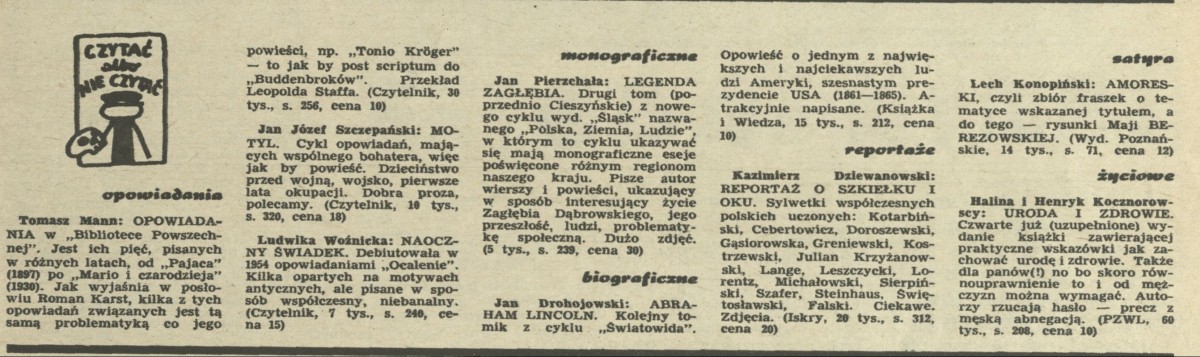 CZYTAĆ
albo
NIE CZYTAĆ
opowiadania
Tomasz Mann: OPOWIADA-
NIA w „Bibliotece Powszech-
nej". Jest ich pięć, pisanych
w różnych latach, od „Pajaca"
(1897) po „Mario i czarodzieja"
(1930). Jak wyjaśnia w posło-
wiu Roman Karst, kilka z tych
opowiadań związanych jest tą
samą problematyką co jego
powieści, np. „Tonio Kröger"
— to jak by post scriptum do
„Buddenbroków". Przekład
Leopolda Staffa. (Czytelnik, 30
tys., s. 256, cena 10)
Jan Józef Szczepański: MO-
TYL. Cykl opowiadań, mają-
cych wspólnego bohatera, więc
jak by powieść. Dzieciństwo
przed wojną, wojsko, pierwsze
lata okupacji. Dobra proza,
polecamy. (Czytelnik, 10 tys.,
s. 320, cena 18)
Ludwika Woźnicka: NAOCZ-
NY ŚWIADEK. Debiutowała w
1954 opowiadaniami „Ocalenie".
Kilka opartych na motywach
antycznych, ale pisane w spo-
sób współczesny, niebanalny.
(Czytelnik, 7 tys., s. 240, ce-
na 15)
monograficzne
Jan Pierzchała: LEGENDA
ZAGŁĘBIA. Drugi tom (po-
przednio Cieszyńskie) z nowe-
go cyklu wyd. „Śląsk" nazwa-
nego „Polska, Ziemia, Ludzie",
w którym to cyklu ukazywać
się mają monograficzne eseje
poświęcone różnym regionom
naszego kraju. Pisze autor
wierszy i powieści, ukazujący
w sposób interesujący życie
Zagłębia Dąbrowskiego, jego
przeszłość, ludzi, problematy-
kę społeczną. Dużo zdjęć.
(5 tys., s. 239, cena 30)
biograficzne
Jan Drohojowski: ABRA-
HAM LINCOLN. Kolejny to-
mik z cyklu „Światowida".
Opowieść o jednym z najwię-
kszych i najciekawszych lu-
dzi Ameryki, szesnastym pre-
zydencie USA (1861—1865). A-
trakcyjnie napisane. (Książka
i Wiedza, 15 tys., s. 212, cena
10)
reportaże
Kazimierz Dziewanowski:
REPORTAŻ O SZKIEŁKU I
OKU. Sylwetki współczesnych
polskich uczonych: Kotarbiń-
ski, Cebertowicz, Doroszewski,
Gąsiorowska, Greniewski, Kos-
trzewski, Julian Krzyżanow-
ski, Lange, Leszczycki, Lo-
rentz, Michałowski, Sierpiń-
ski, Szafer, Steinhaus, Świę-
tosławski, Falski. Ciekawe.
Zdjęcia. (Iskry, 20 tys., s. 312,
cena 20)
satyra
Lech Konopiński: AMORES-
KI, czyli zbiór fraszek o te-
matyce wskazanej tytułem, a
do tego — rysunki Maji BE-
REZOWSKIEJ. (Wyd. Poznań-
skie, 14 tys., s. 71, cena 12)
życiowe
Halina i Henryk Kocznorow-
scy: URODA I ZDROWIE.
Czwarte już (uzupełnione) wy-
danie książki zawierającej
praktyczne wskazówki jak za-
chować urodę i zdrowie. Także
dla panów(!) no bo skoro rów-
nouprawnienie to i od męż-
czyzn można wymagać. Auto-
rzy rzucają hasło — precz z
męską abnegacją. (PZWL, 60
tys., s. 208, cena 10)